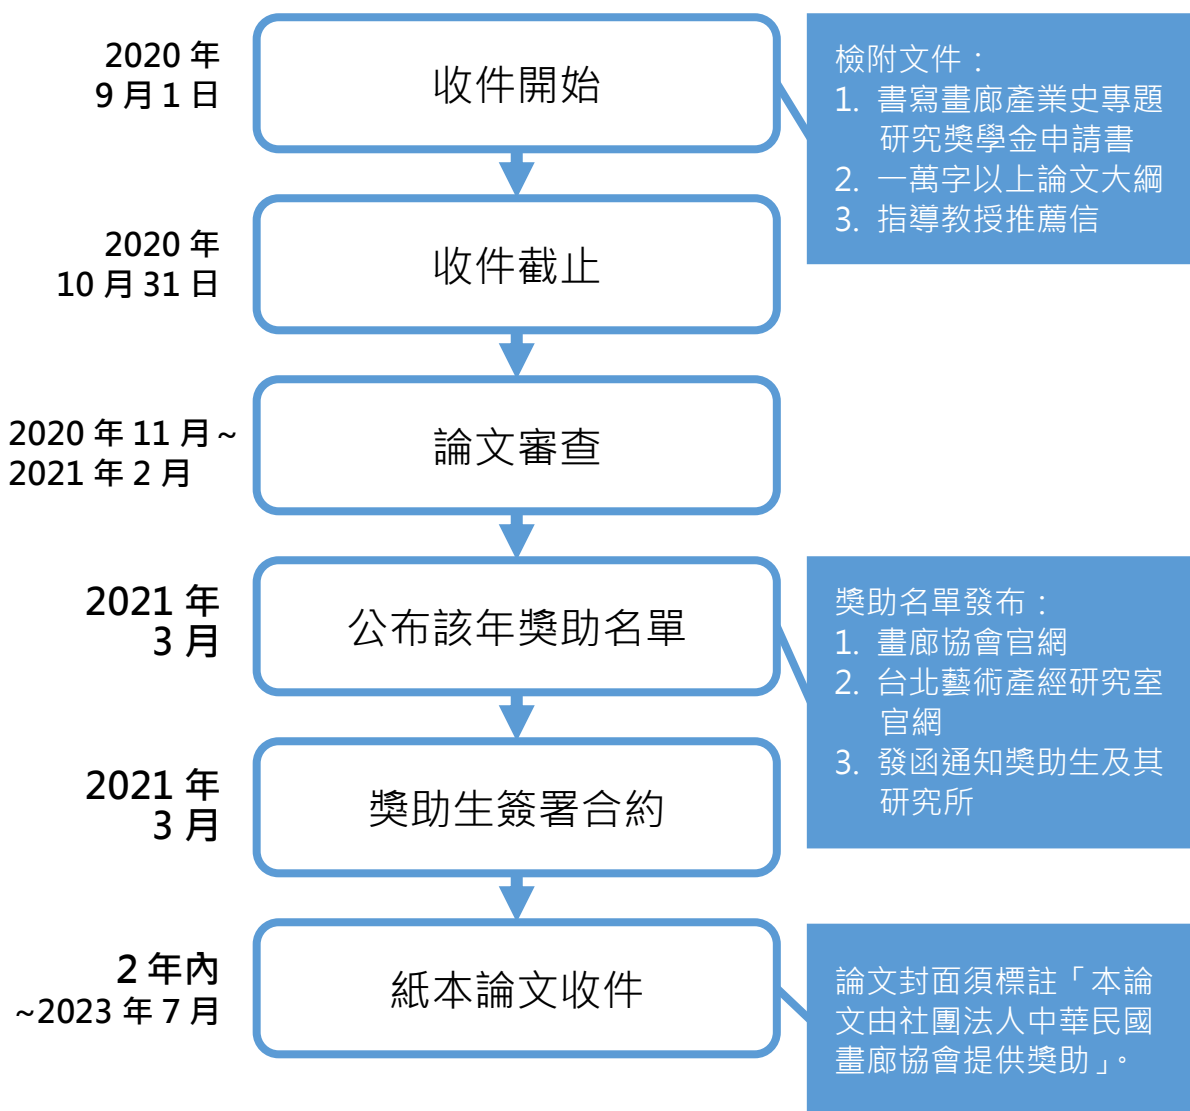 2020 年
9 月 1 日
收件開始
檢附文件：
1. 書寫畫廊產業史專題
研究獎學金申請書
2. 一萬字以上論文大綱
3. 指導教授推薦信
2020 年
10 月 31 日
收件截止
2020 年 11 月~
2021 年 2 月
論文審查
2021 年
3 月
公布該年獎助名單
獎助名單發布：
1. 畫廊協會官網
2. 台北藝術產經研究室
官網
3. 發函通知獎助生及其
研究所
2021 年
3 月
獎助生簽署合約
2 年內
~2023 年 7 月
紙本論文收件
論文封面須標註「本論
文由社團法人中華民國
畫廊協會提供獎助」。